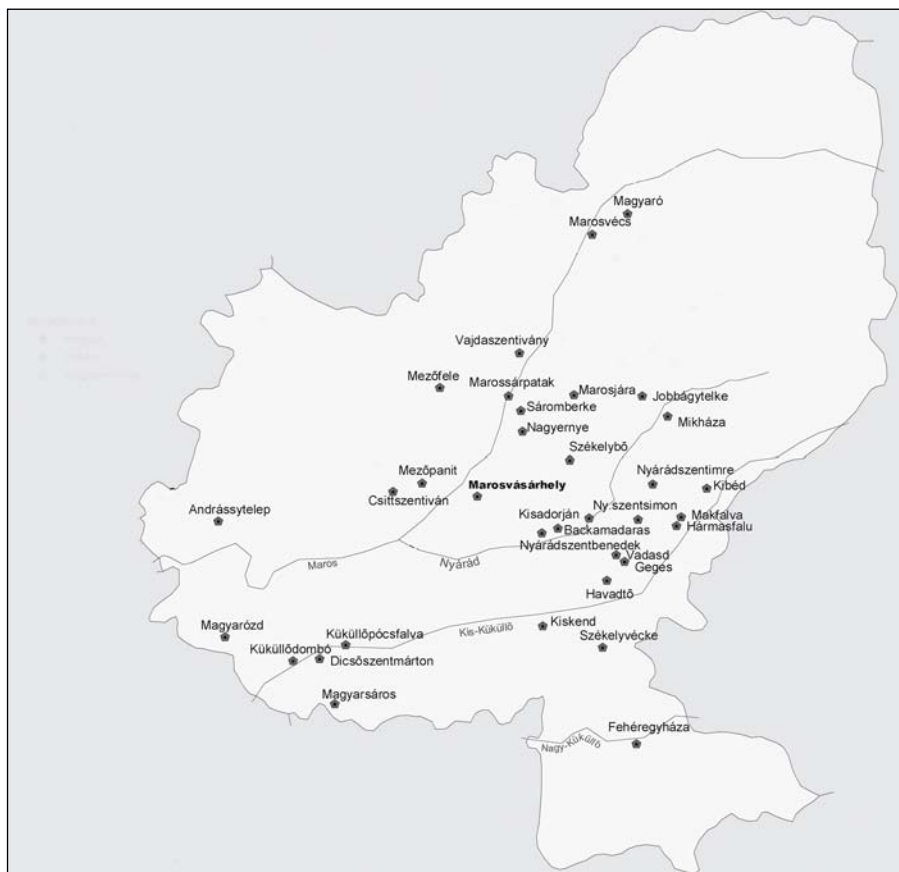 Magyaró
Marosvécs
Vajdaszentivány
Mezőfele
Marossárpatak
Marosjára
Jobbágytelke
Sáromberke
Mikháza
Nagyernye
Székelybő
Mezőpanit
Nyárádszentimre
Marosvásárhely
Kibéd
Csittszentiván
Andrássytelep
Kisadorján
Ny.szentsimon
Makfalva
Hármasfalu
Backamadaras
Nyárádszentbenedek
Vadasd
Maros
Nyárád
Geges
Havadtő
Magyarózd
Küküllőpócsfalva
Kis-Küküllő
Kiskend
Székelyvécke
Küküllődombó
Dicsőszentmárton
Magyarsáros
Fehéregyháza
Nagy-Küküllő